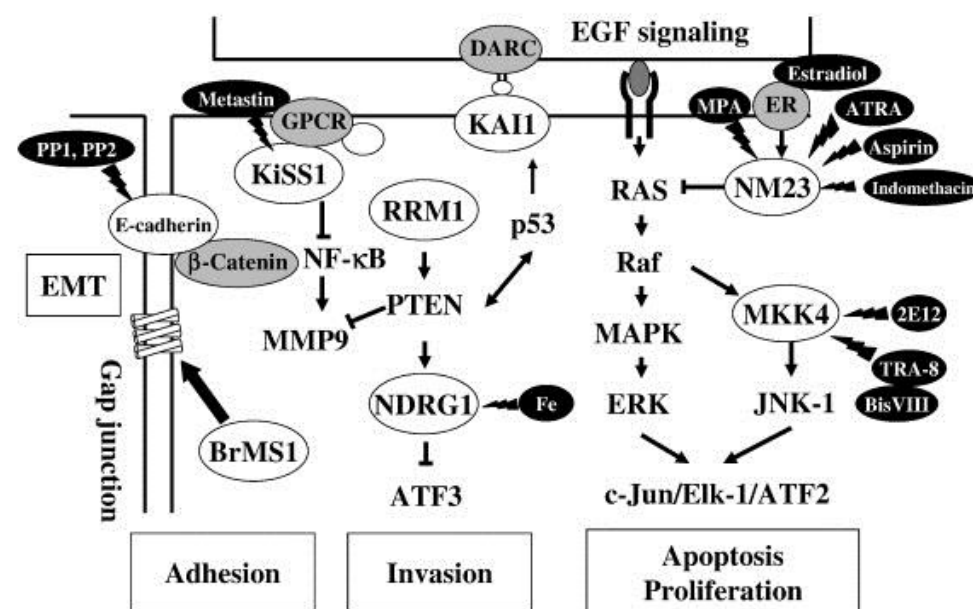 EGF signaling
DARC
Estradiol
Metastin
MPA
ER
ATRA
GPCR
KAI1
PP1, PP2
Aspirin
KiSS1
RAS
NM23
Indomethacin
RRM1
E-cadherin
p53
β-Catenin
NF-κB
Raf
EMT
PTEN
MKK4
2E12
MMP9
MAPK
TRA-8
Gap junction
NDRG1
Fe
ERK
JNK-1
BisVIII
BrMS1
ATF3
c-Jun/Elk-1/ATF2
Adhesion
Invasion
Apoptosis
Proliferation